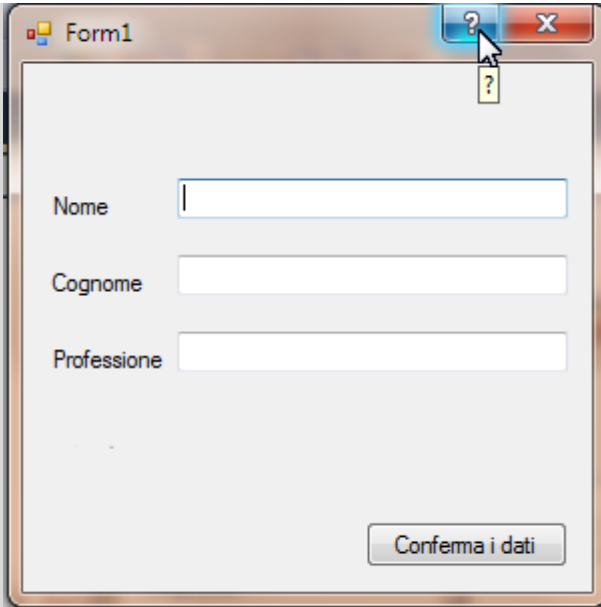 Form1
?
?
Nome
Cognome
Professione
Conferma i dati